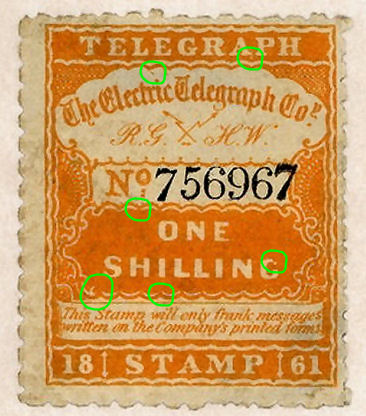 TELEGRAPH
The Electric Telegraph Coy.
R.G. H.W.
No 756967
ONE
SHILLING
This Stamp will only frank messages
written on the Company's printed forms
18 STAMP 61